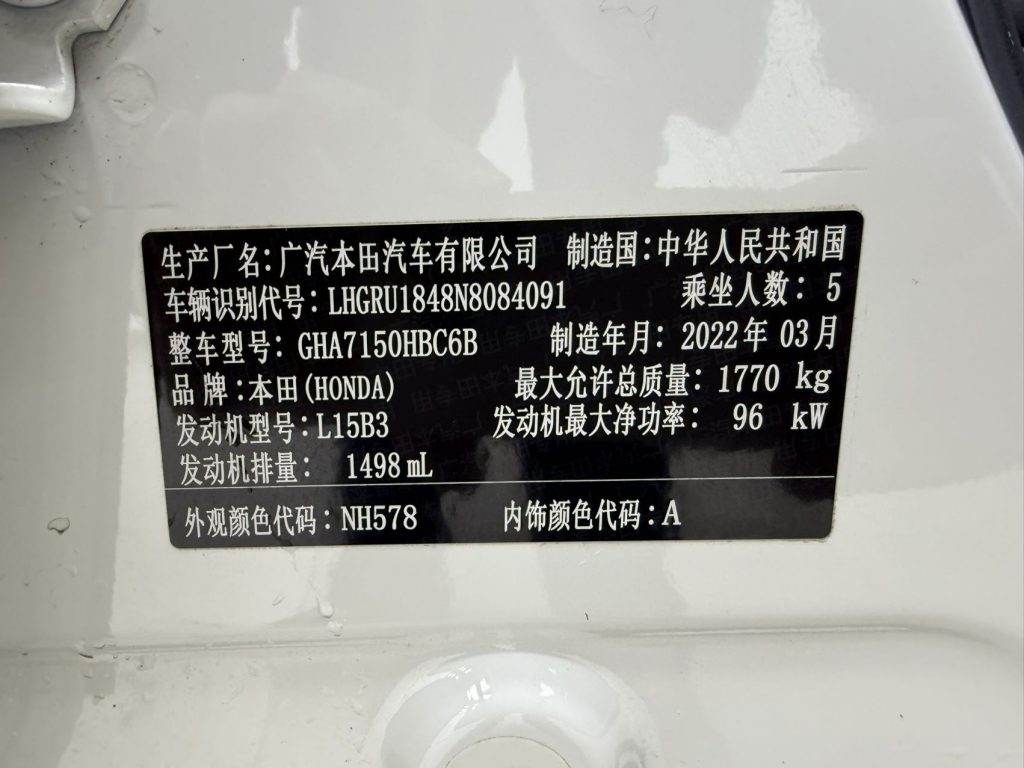 生产厂名:广汽本田汽车有限公司 制造国:中华人民共和国
车辆识别代号:LHGRU1848N8084091 乘坐人数:5
整车型号:GHA7150HBC6B 制造年月:2022年 03月
品牌:本田(HONDA) 最大允许总质量:1770 kg
发动机型号:L15B3 发动机最大净功率:96 kW
发动机排量:1498 mL
外观颜色代码:NH578 内饰颜色代码:A